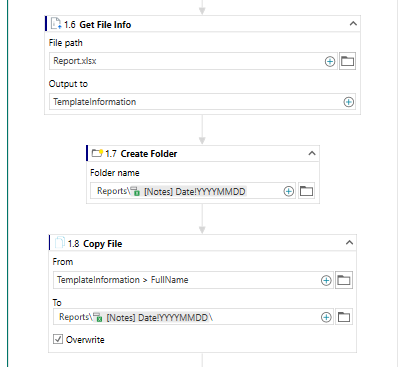 1.6 Get File Info
File path
Report.xlsx
Output to
TemplateInformation
1.7 Create Folder
Folder name
Reports\ [Notes] Date!YYYYMMDD
1.8 Copy File
From
TemplateInformation > FullName
To
Reports\ [Notes] Date!YYYYMMDD\
Overwrite